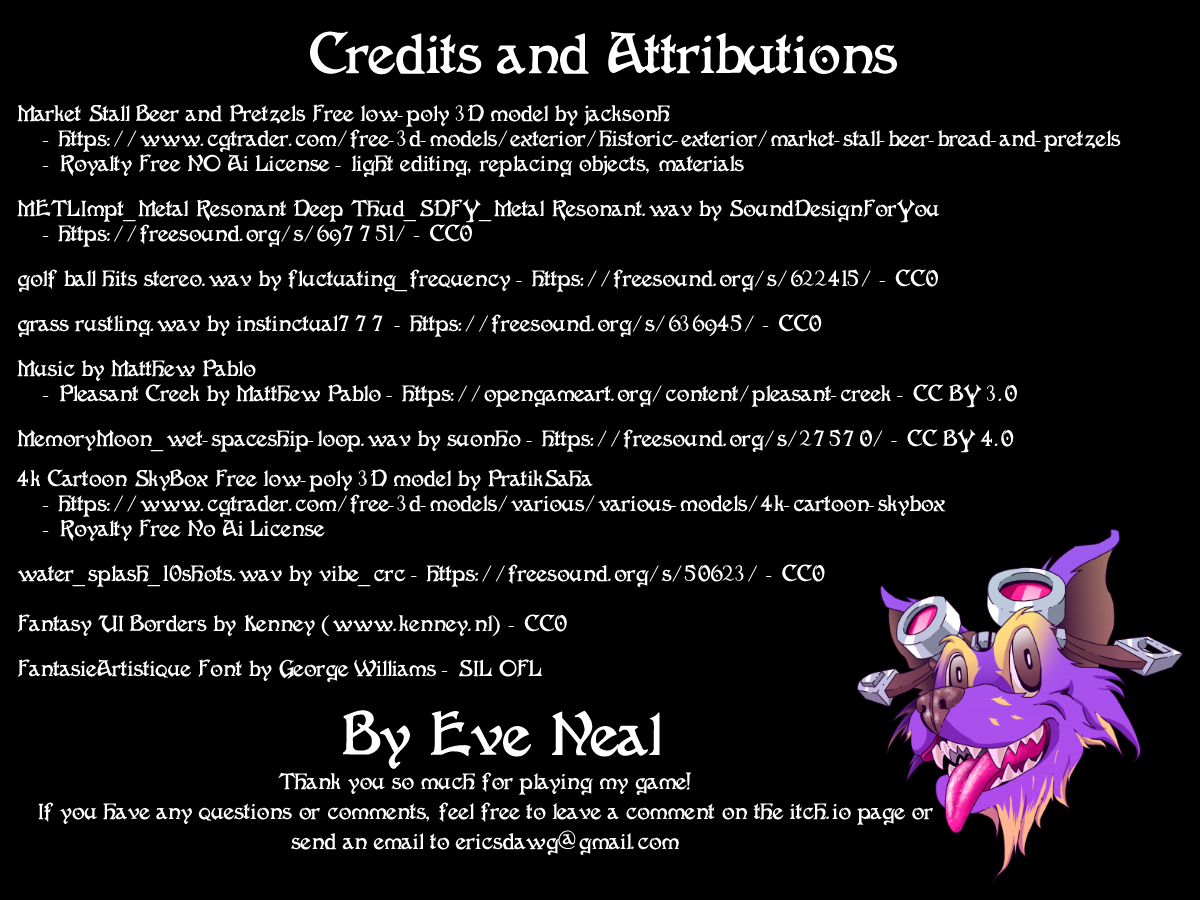 Credits and Attributions
Market Stall Beer and Pretzels Free low-poly 3D model by jacksonh
- https://www.cgtrader.com/free-3d-models/exterior/historic-exterior/market-stall-beer-bread-and-pretzels
- Royalty Free NO Ai License - light editing, replacing objects, materials
METLImpt_Metal Resonant Deep Thud_SDFY_Metal Resonant.wav by SoundDesignForYou
- https://freesound.org/s/697751/ - CC0
golf ball hits stereo.wav by fluctuating_frequency - https://freesound.org/s/622415/ - CC0
grass rustling.wav by instinctual777 - https://freesound.org/s/636945/ - CC0
Music by Matthew Pablo
- Pleasant Creek by Matthew Pablo - https://opengameart.org/content/pleasant-creek - CC BY 3.0
MemoryMoon_wet-spaceship-loop.wav by suonho - https://freesound.org/s/27570/ - CC BY 4.0
4k Cartoon SkyBox Free low-poly 3D model by PratikSaha
- https://www.cgtrader.com/free-3d-models/various/various-models/4k-cartoon-skybox
- Royalty Free No Ai License
water_splash_10shots.wav by vibe_crc - https://freesound.org/s/50623/ - CC0
Fantasy UI Borders by Kenney (www.kenney.nl) - CC0
FantasieArtistique Font by George Williams - SIL OFL
By Eve Neal
Thank you so much for playing my game!
If you have any questions or comments, feel free to leave a comment on the itch.io page or
send an email to ericsdawg@gmail.com